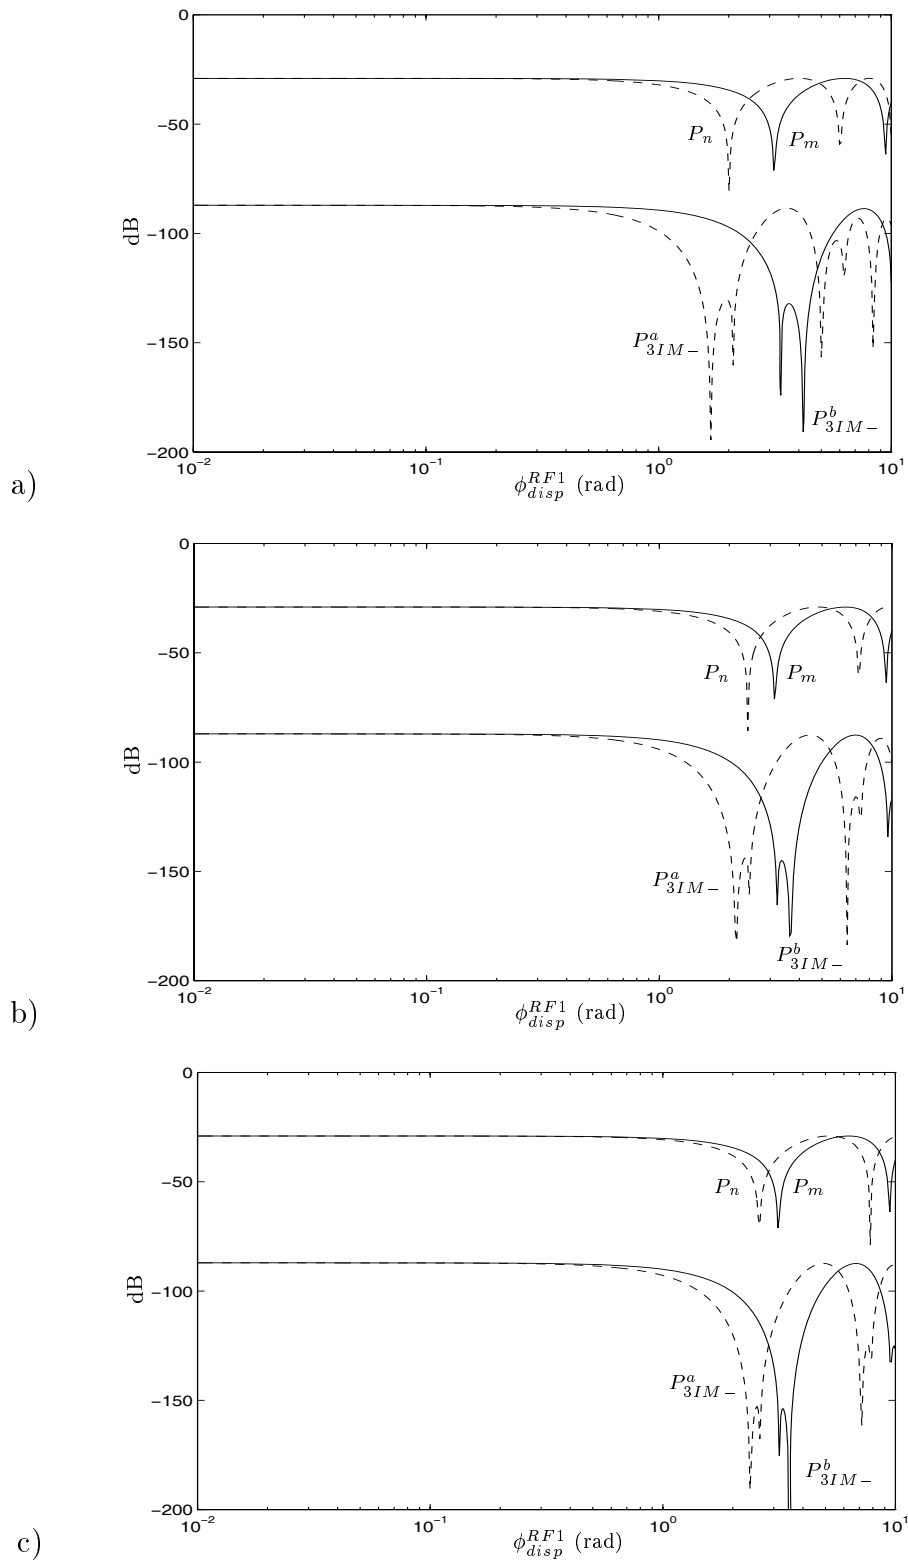 0
−50
−100
−150
−200
dB
P_n
P_m
P^a_{3IM−}
P^b_{3IM−}
10^{−2}
10^{−1}
10^0
10^1
ϕ^{RF1}_{disp} (rad)
a)
0
−50
−100
−150
−200
dB
P_n
P_m
P^a_{3IM−}
P^b_{3IM−}
10^{−2}
10^{−1}
10^0
10^1
ϕ^{RF1}_{disp} (rad)
b)
0
−50
−100
−150
−200
dB
P_n
P_m
P^a_{3IM−}
P^b_{3IM−}
10^{−2}
10^{−1}
10^0
10^1
ϕ^{RF1}_{disp} (rad)
c)